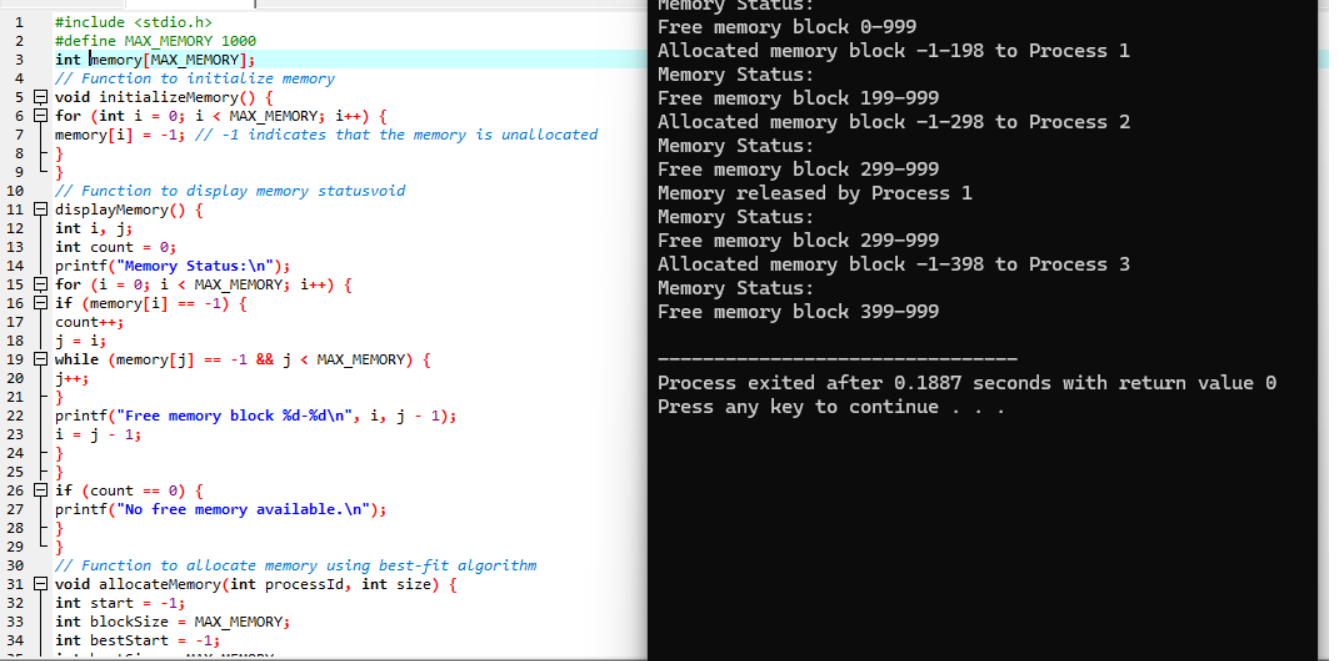 1 #include <stdio.h>
2 #define MAX_MEMORY 1000
3 int memory[MAX_MEMORY];
4 // Function to initialize memory
5 void initializeMemory() {
6 for (int i = 0; i < MAX_MEMORY; i++) {
7 memory[i] = -1; // -1 indicates that the memory is unallocated
8 }
9 }
10 // Function to display memory statusvoid
11 displayMemory() {
12 int i, j;
13 int count = 0;
14 printf("Memory Status:\n");
15 for (i = 0; i < MAX_MEMORY; i++) {
16 if (memory[i] == -1) {
17 count++;
18 j = i;
19 while (memory[j] == -1 && j < MAX_MEMORY) {
20 j++;
21 }
22 printf("Free memory block %d-%d\n", i, j - 1);
23 i = j - 1;
24 }
25 }
26 if (count == 0) {
27 printf("No free memory available.\n");
28 }
29 }
30 // Function to allocate memory using best-fit algorithm
31 void allocateMemory(int processId, int size) {
32 int start = -1;
33 int blockSize = MAX_MEMORY;
34 int bestStart = -1;
Memory Status:
Free memory block 0-999
Allocated memory block -1-198 to Process 1
Memory Status:
Free memory block 199-999
Allocated memory block -1-298 to Process 2
Memory Status:
Free memory block 299-999
Memory released by Process 1
Memory Status:
Free memory block 299-999
Allocated memory block -1-398 to Process 3
Memory Status:
Free memory block 399-999
--------------------------------
Process exited after 0.1887 seconds with return value 0
Press any key to continue . . .